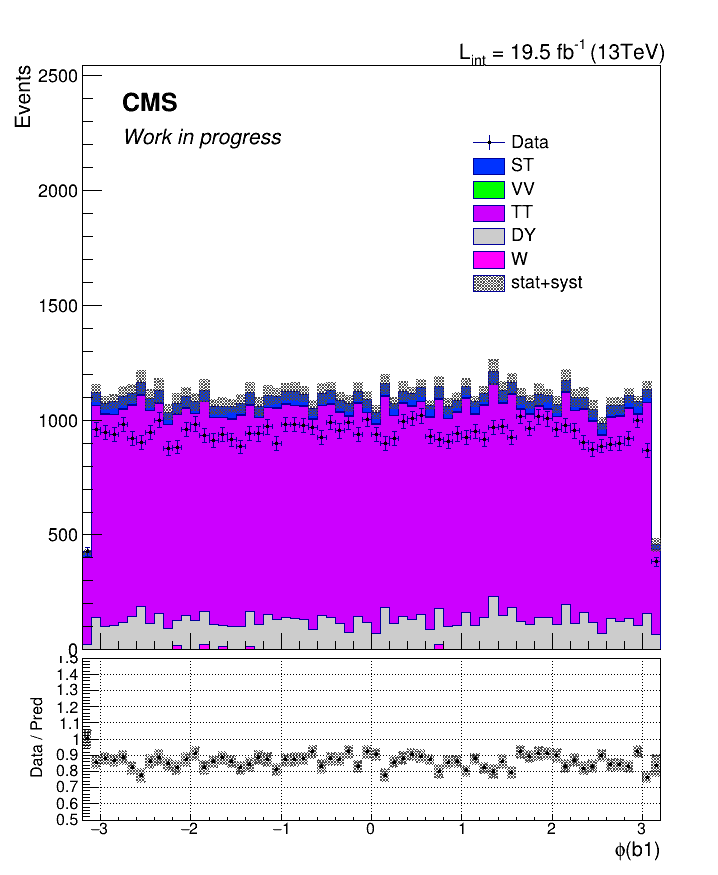 L_int = 19.5 fb^-1 (13TeV)
Events
2500
2000
1500
1000
500
0
CMS
Work in progress
Data
ST
VV
TT
DY
W
stat+syst
Data / Pred
1.5
1.4
1.3
1.2
1.1
1
0.9
0.8
0.7
0.6
0.5
−3 −2 −1 0 1 2 3
ϕ(b1)